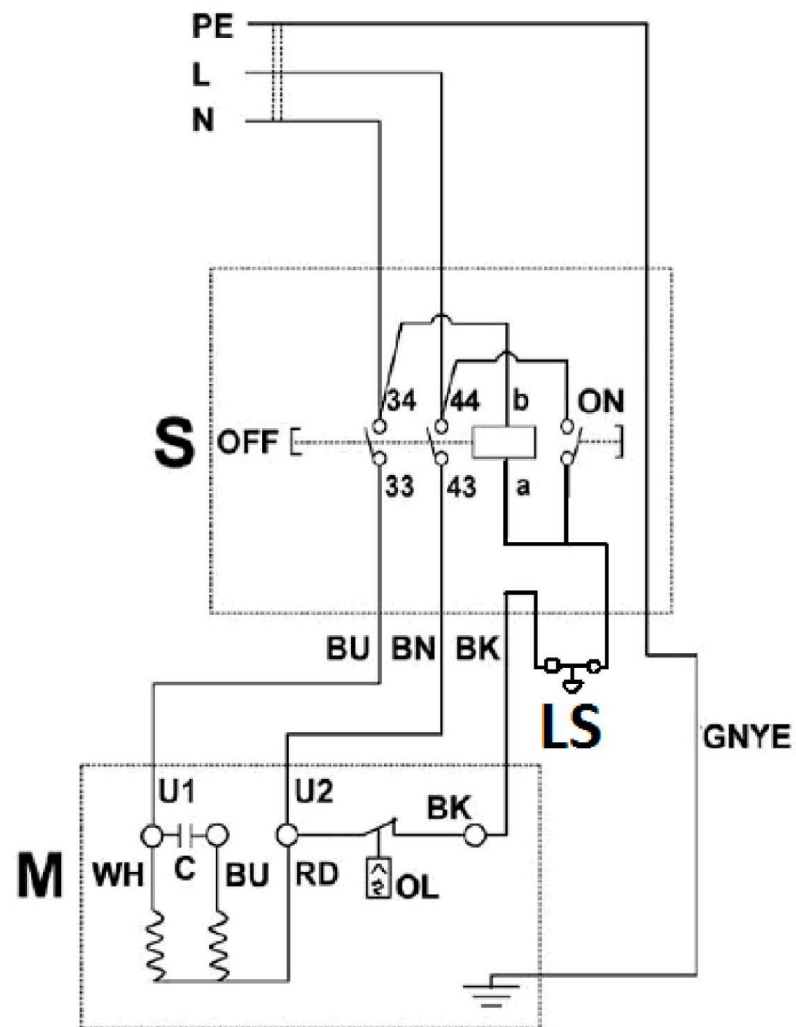 PE
L
N
34 44 b ON
S OFF
33 43 a
BU BN BK
LS
GNYE
U1 U2
BK
M WH C BU RD OL